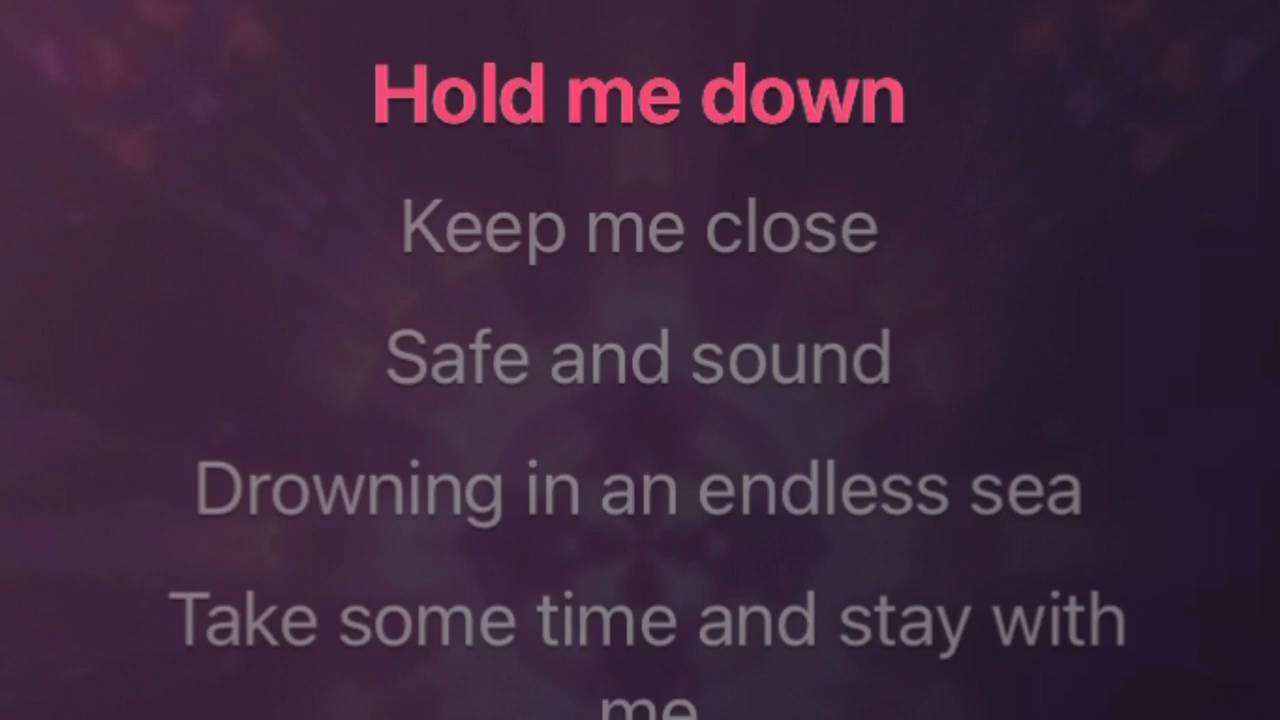 Hold me down
Keep me close
Safe and sound
Drowning in an endless sea
Take some time and stay with
me